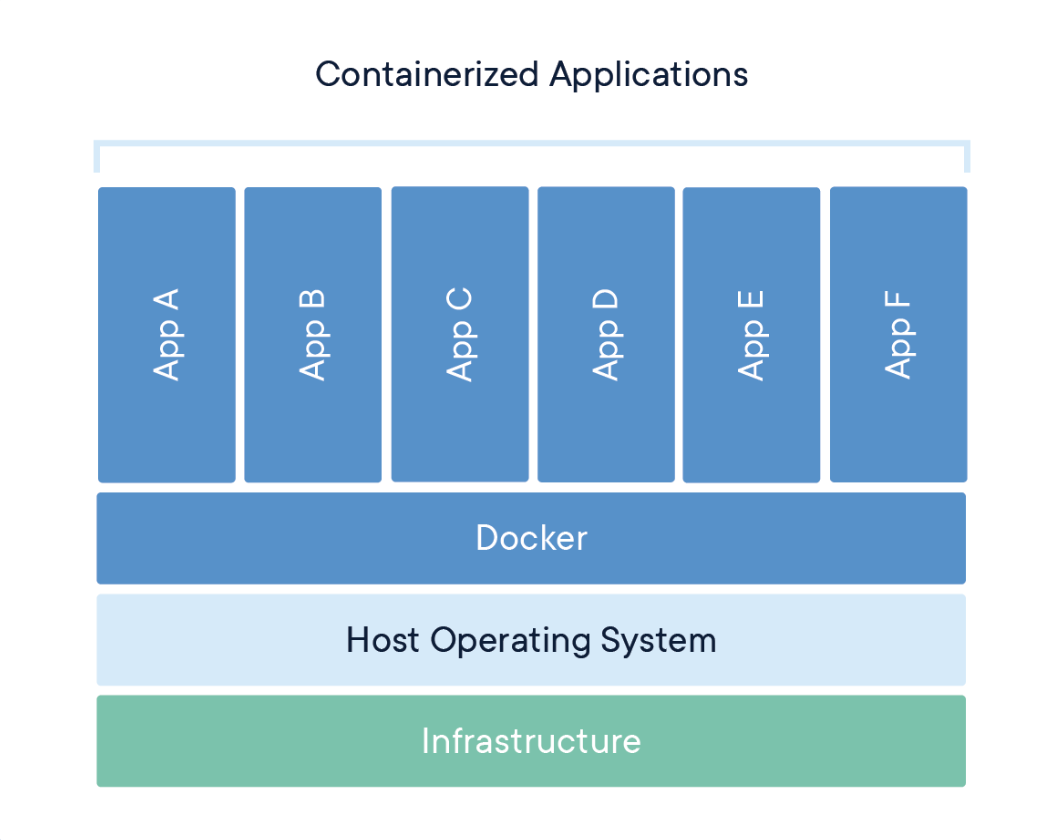 Containerized Applications
App A
App B
App C
App D
App E
App F
Docker
Host Operating System
Infrastructure